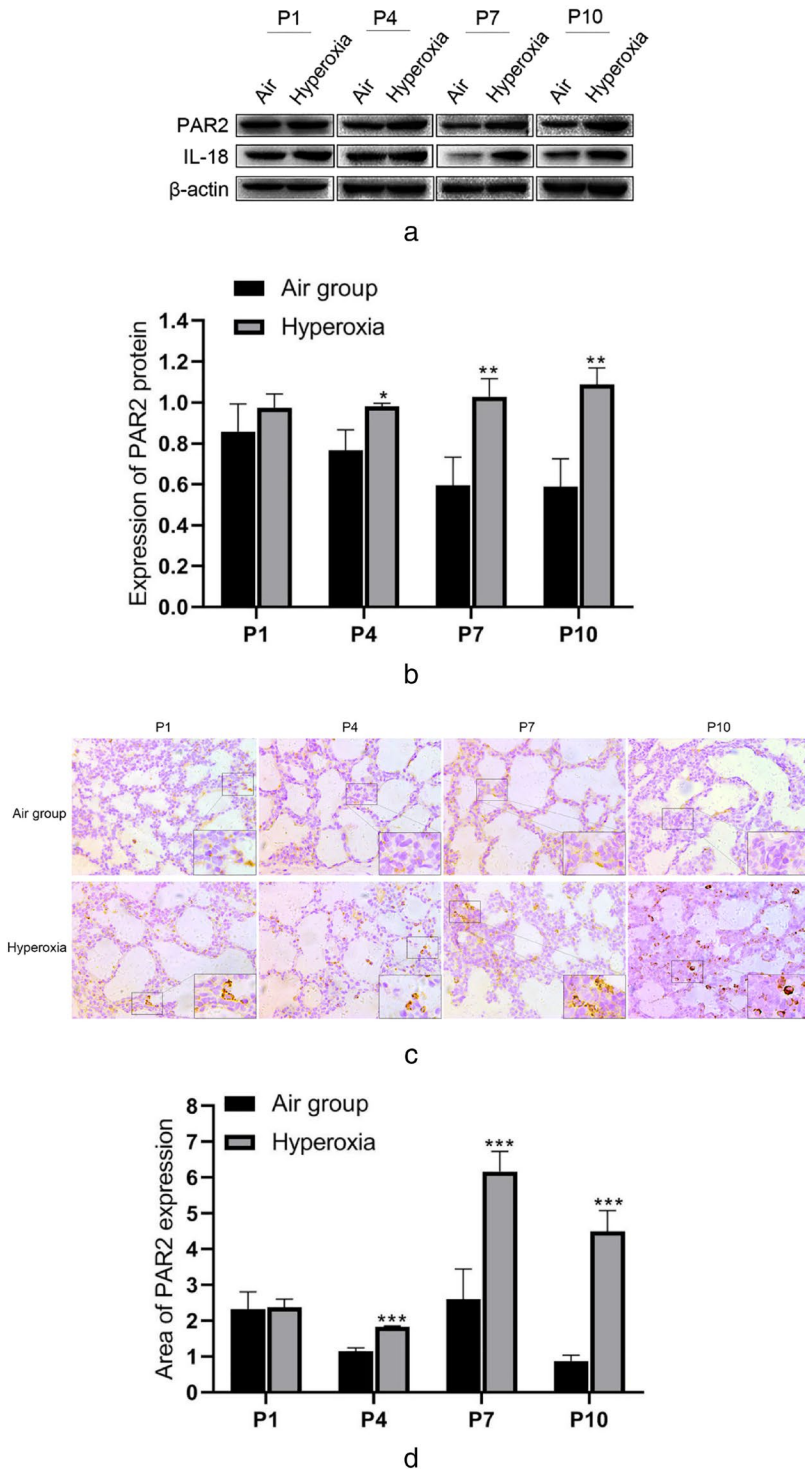 P1 P4 P7 P10
Air Hyperoxia Air Hyperoxia Air Hyperoxia Air Hyperoxia
PAR2
IL-18
β-actin
a
Air group
Hyperoxia
Expression of PAR2 protein
1.4
1.2
1.0
0.8
0.6
0.4
0.2
0.0
* ** **
P1 P4 P7 P10
b
P1 P4 P7 P10
Air group
Hyperoxia
c
Air group
Hyperoxia
Area of PAR2 expression
8
7
6
5
4
3
2
1
0
*** *** ***
P1 P4 P7 P10
d